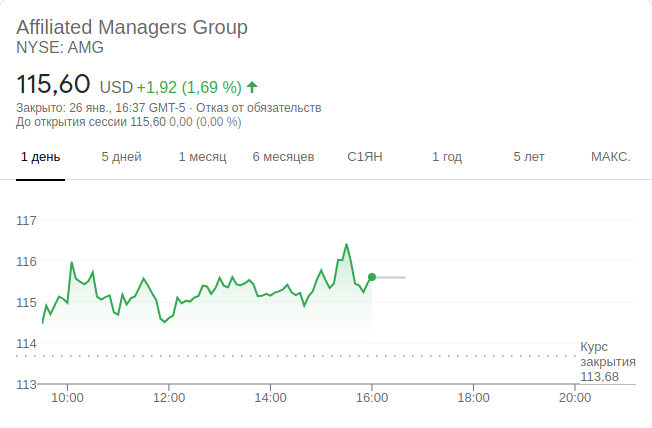 Affiliated Managers Group
NYSE: AMG
115,60 USD +1,92 (1,69 %)
Закрыто: 26 янв., 16:37 GMT-5 · Отказ от обязательств
До открытия сессии 115,60 0,00 (0,00 %)
1 день 5 дней 1 месяц 6 месяцев С1ЯН 1 год 5 лет МАКС.
117
116
115
114
Курс
закрытия
113,68
113
10:00 12:00 14:00 16:00 18:00 20:00